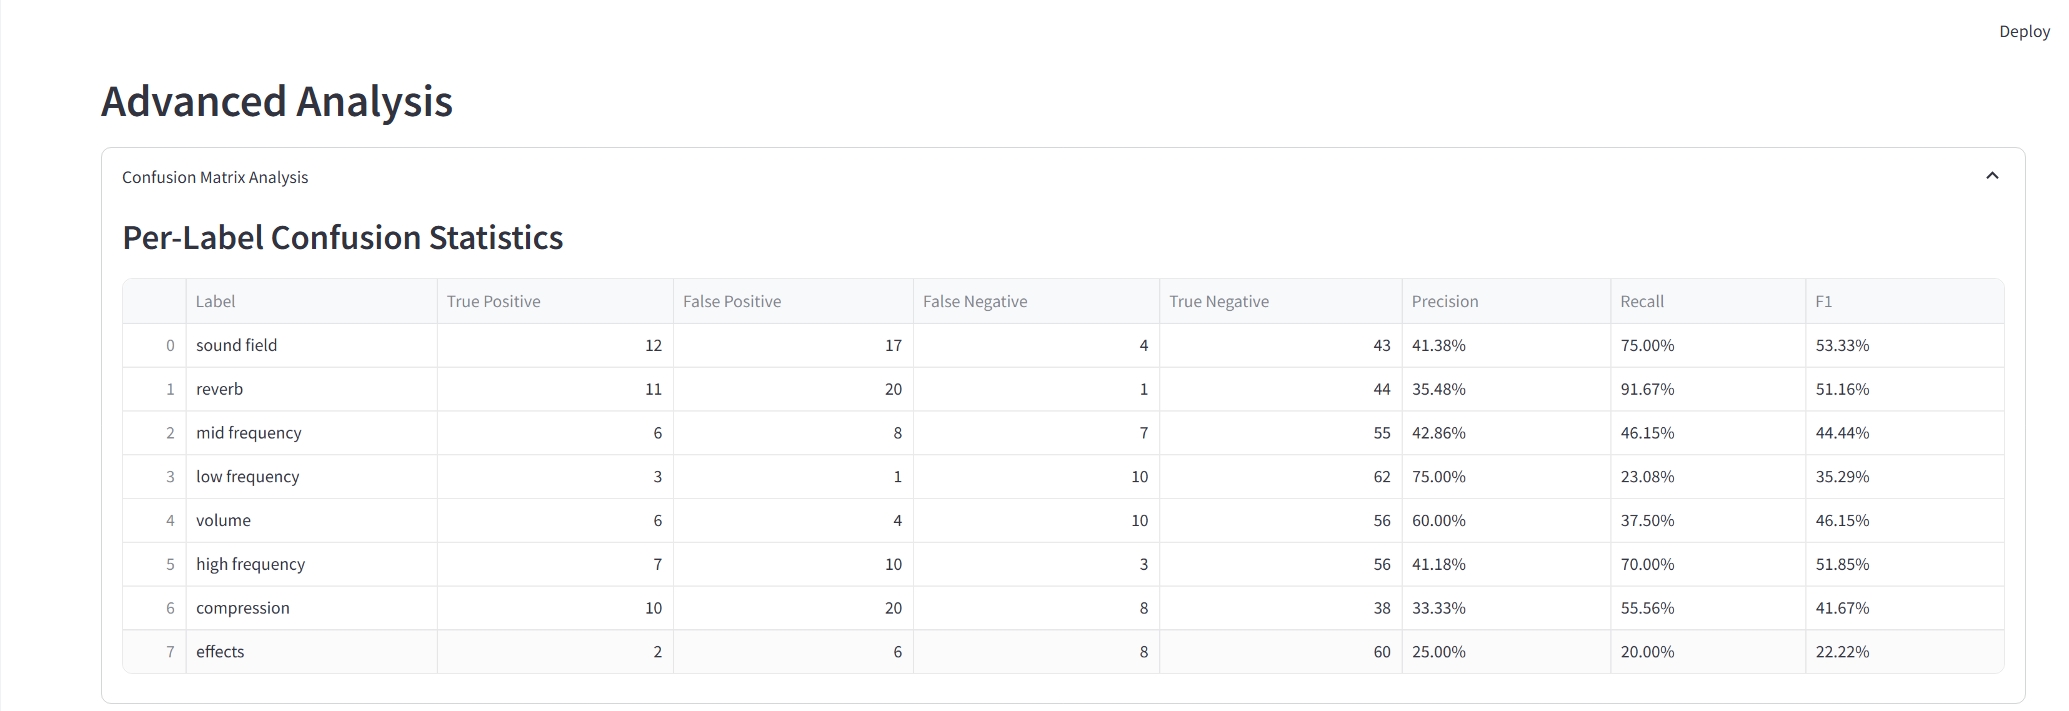 Deploy
Advanced Analysis
Confusion Matrix Analysis
Per-Label Confusion Statistics
Label True Positive False Positive False Negative True Negative Precision Recall F1
0 sound field 12 17 4 43 41.38% 75.00% 53.33%
1 reverb 11 20 1 44 35.48% 91.67% 51.16%
2 mid frequency 6 8 7 55 42.86% 46.15% 44.44%
3 low frequency 3 1 10 62 75.00% 23.08% 35.29%
4 volume 6 4 10 56 60.00% 37.50% 46.15%
5 high frequency 7 10 3 56 41.18% 70.00% 51.85%
6 compression 10 20 8 38 33.33% 55.56% 41.67%
7 effects 2 6 8 60 25.00% 20.00% 22.22%